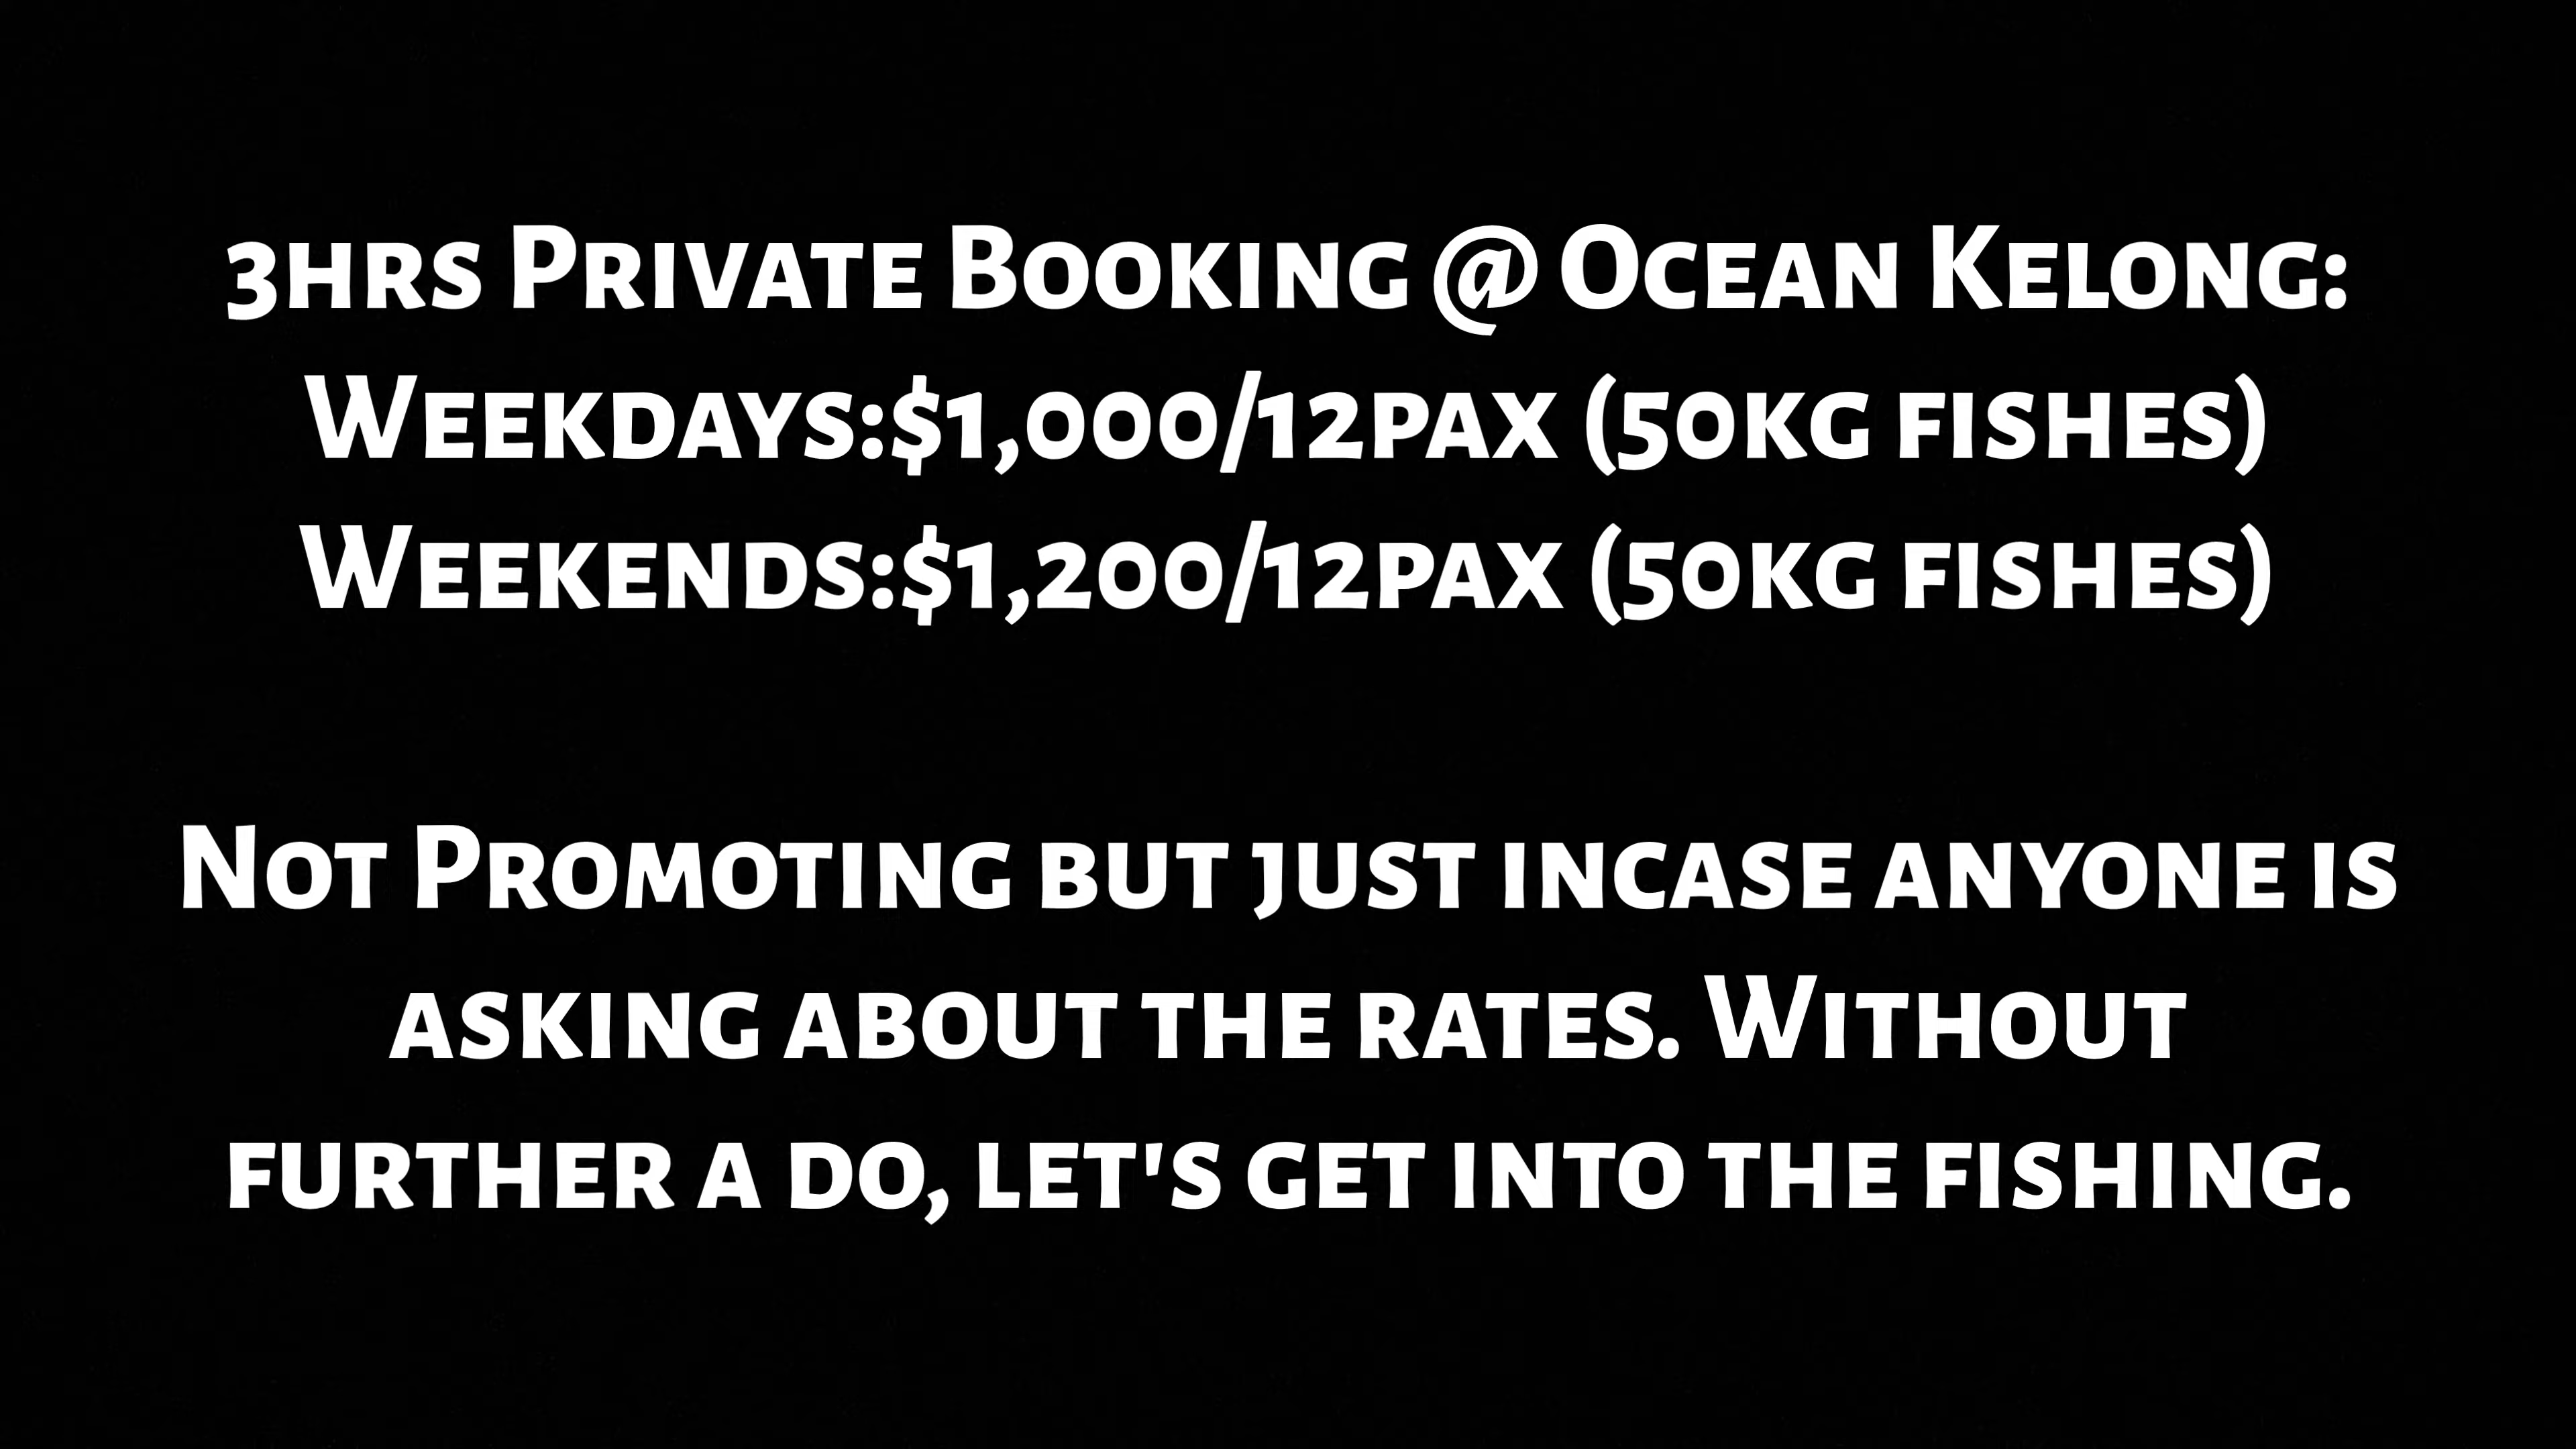 3hrs Private Booking @ Ocean Kelong:
Weekdays:$1,000/12pax (50kg fishes)
Weekends:$1,200/12pax (50kg fishes)
Not Promoting but just incase anyone is
asking about the rates. Without
further a do, let's get into the fishing.